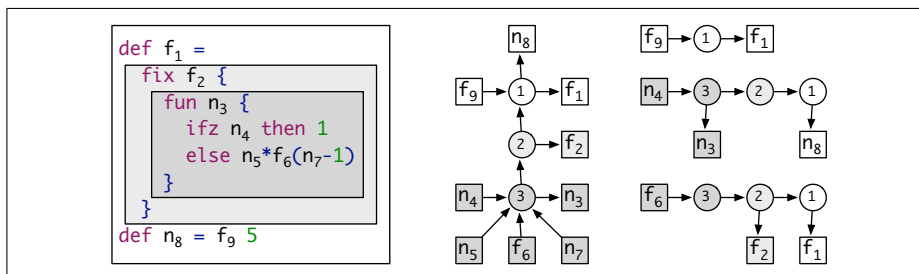 def f₁ =
fix f₂ {
fun n₃ {
ifz n₄ then 1
else n₅*f₆(n₇-1)
}
}
def n₈ = f₉ 5
n₈
f₉ 1 f₁
2 f₂
n₄ 3 n₃
n₅ f₆ n₇
f₉ 1 f₁
n₄ 3 2 1
n₃ n₈
f₆ 3 2 1
f₂ f₁